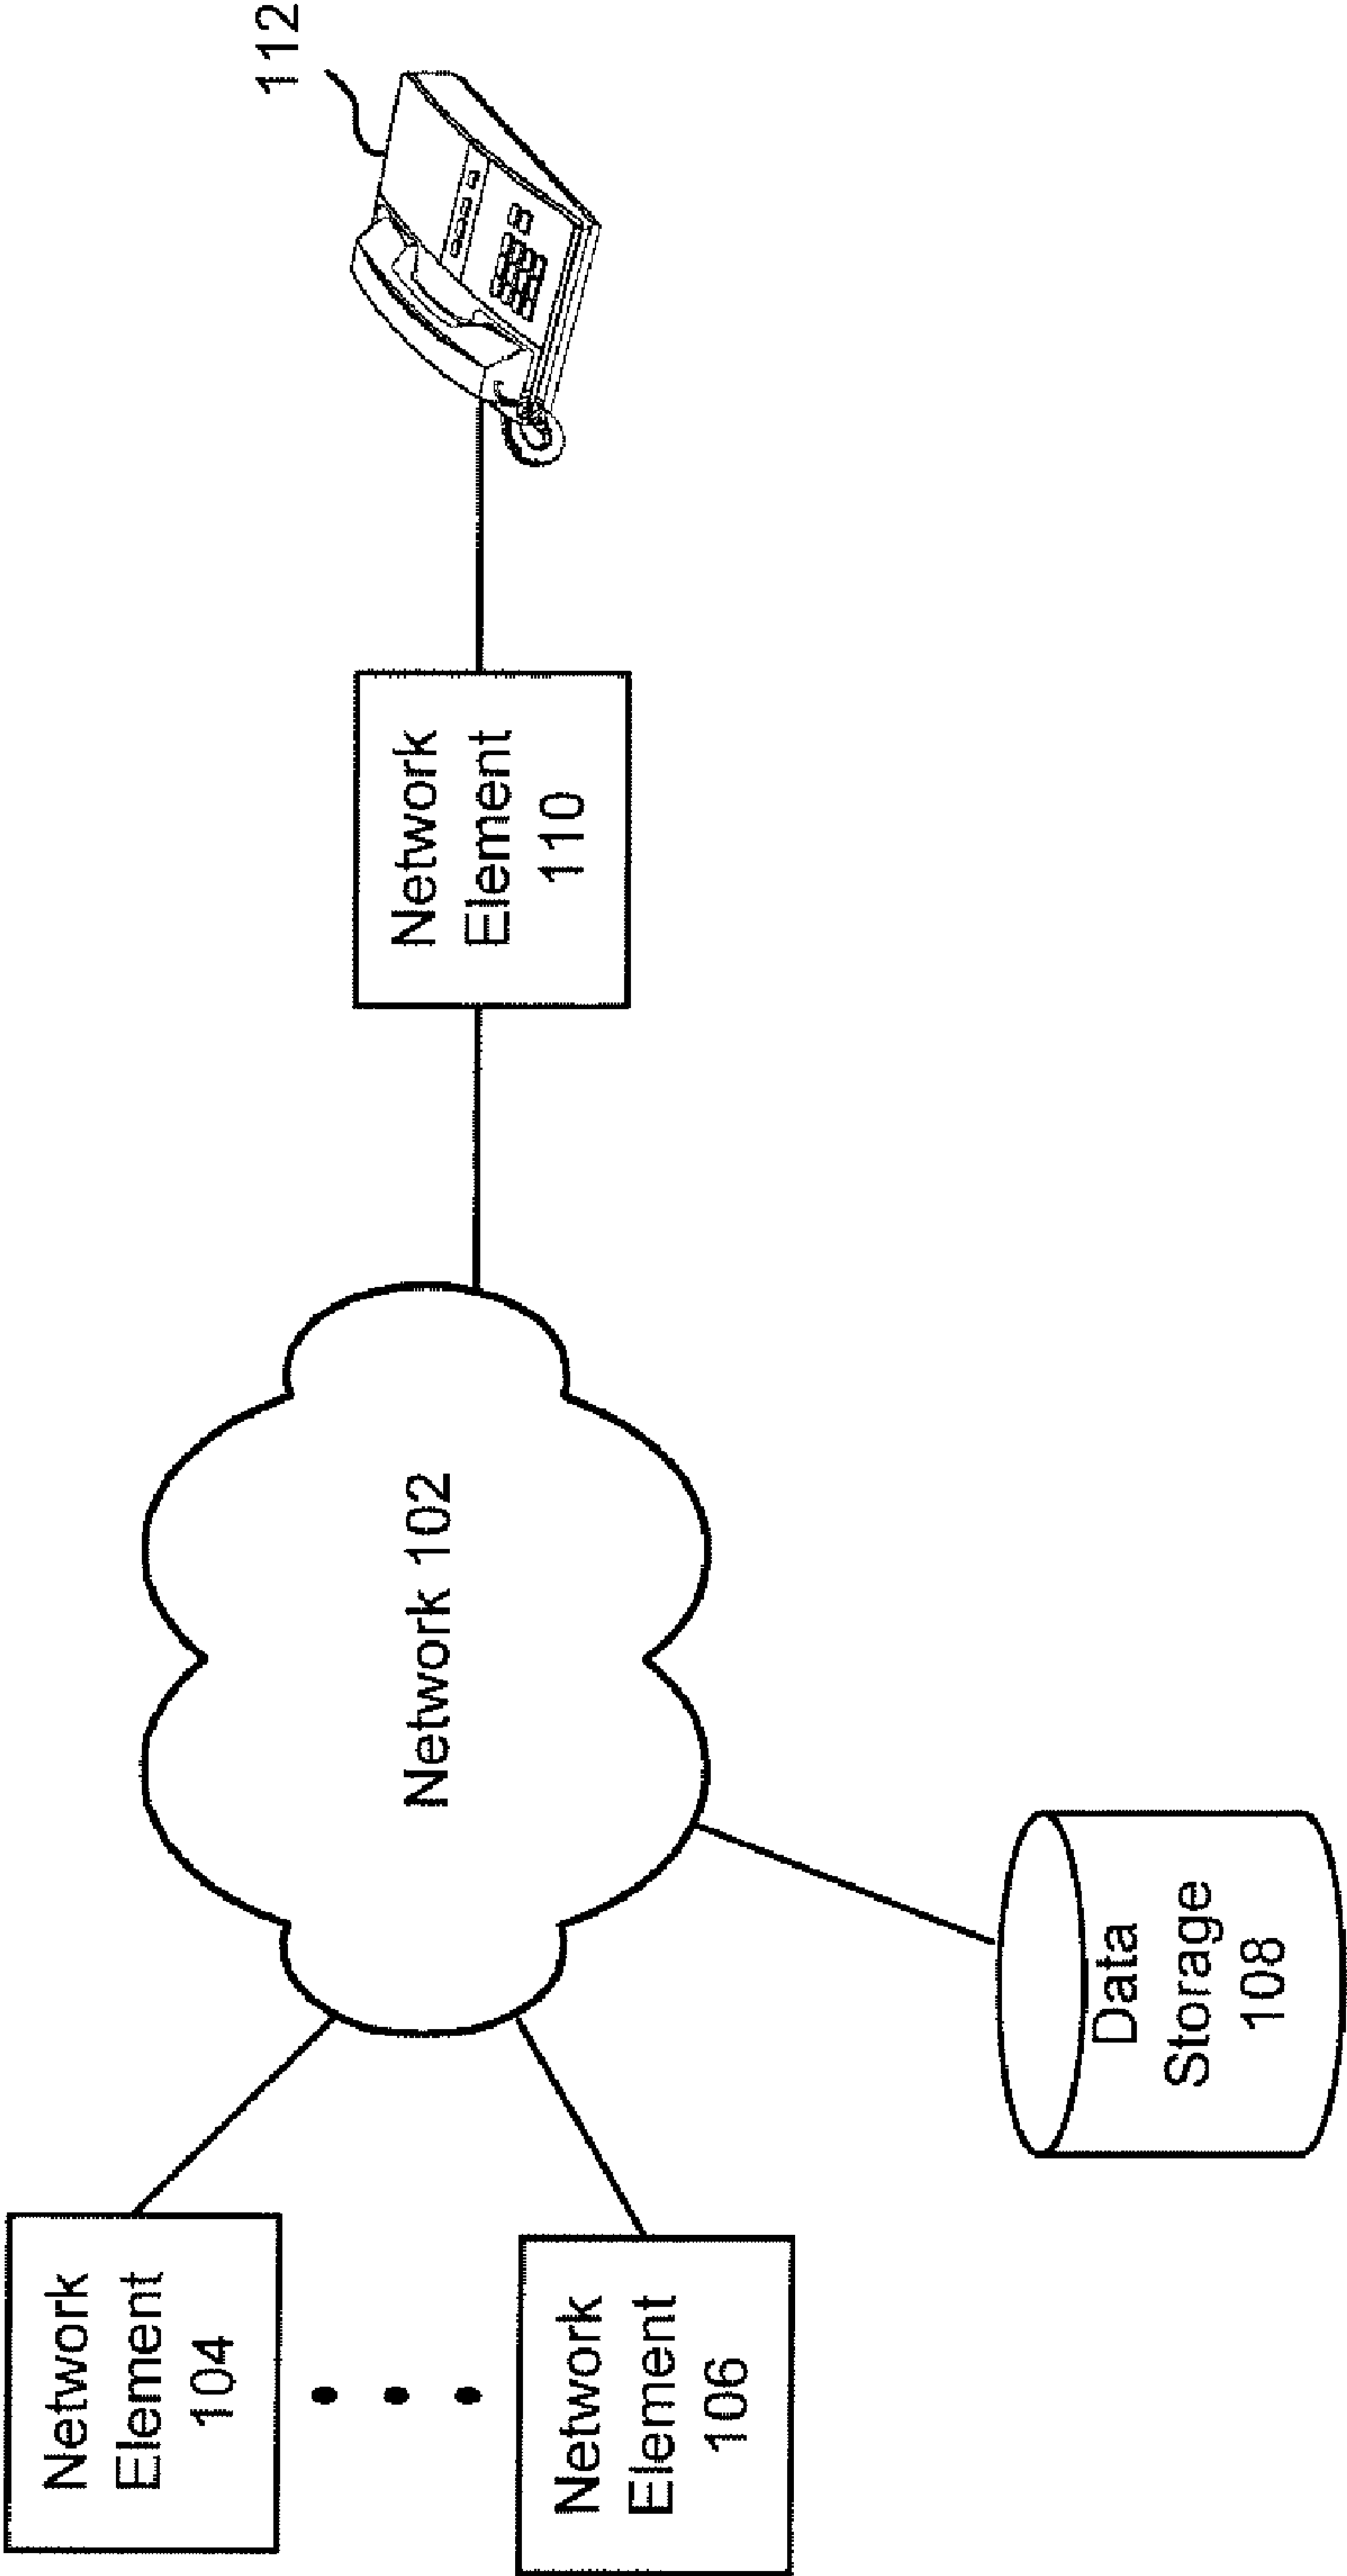 Network
Element
104
Network
Element
106
Network 102
Data
Storage
108
Network
Element
110
112